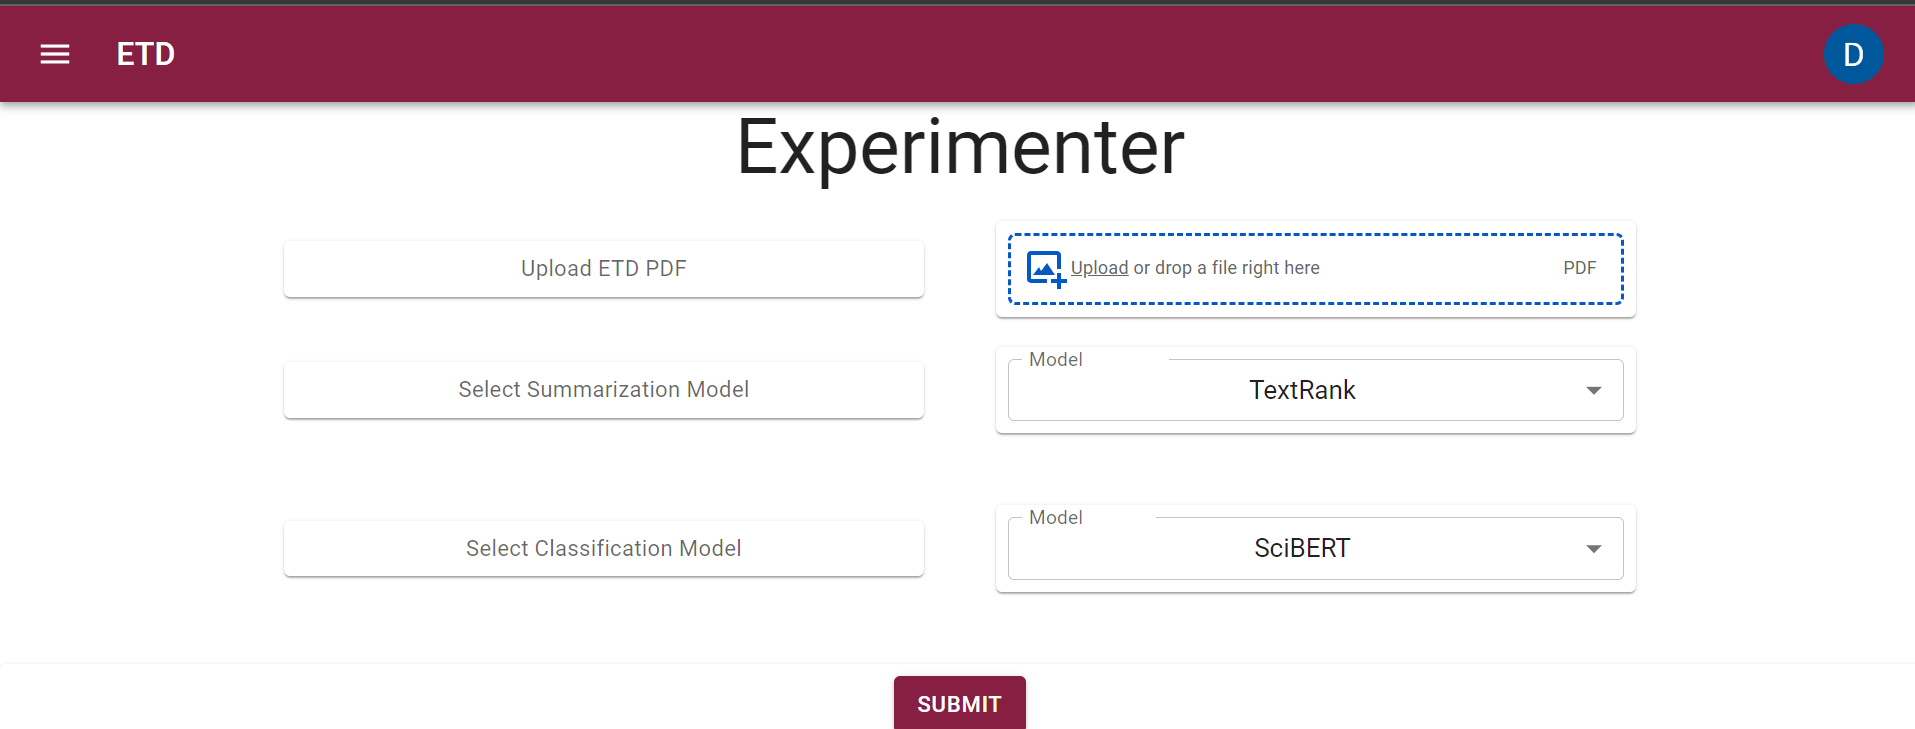 ETD
D
Experimenter
Upload ETD PDF
Upload or drop a file right here PDF
Select Summarization Model
Model
TextRank
Select Classification Model
Model
SciBERT
SUBMIT